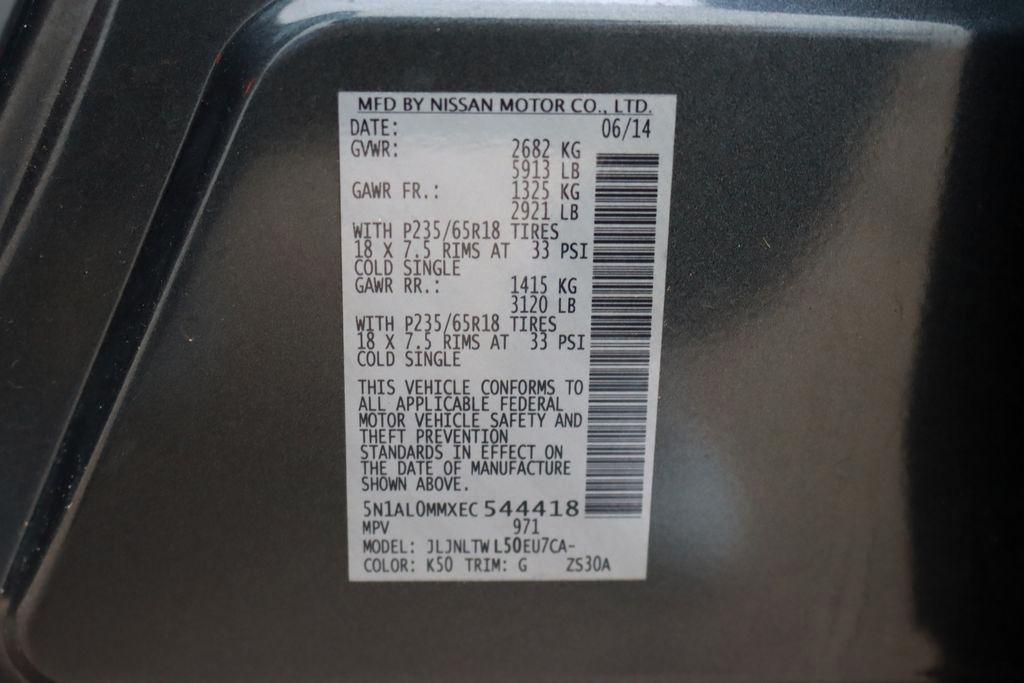 MFD BY NISSAN MOTOR CO., LTD.
DATE: 06/14
GVWR: 2682 KG
5913 LB
GAWR FR.: 1325 KG
2921 LB
WITH P235/65R18 TIRES
18 X 7.5 RIMS AT 33 PSI
COLD SINGLE
GAWR RR.: 1415 KG
3120 LB
WITH P235/65R18 TIRES
18 X 7.5 RIMS AT 33 PSI
COLD SINGLE
THIS VEHICLE CONFORMS TO
ALL APPLICABLE FEDERAL
MOTOR VEHICLE SAFETY AND
THEFT PREVENTION
STANDARDS IN EFFECT ON
THE DATE OF MANUFACTURE
SHOWN ABOVE.
5N1AL0MMXEC 544418
MPV 971
MODEL: JLJNLTW L50EU7CA-
COLOR: K50 TRIM: G ZS30A